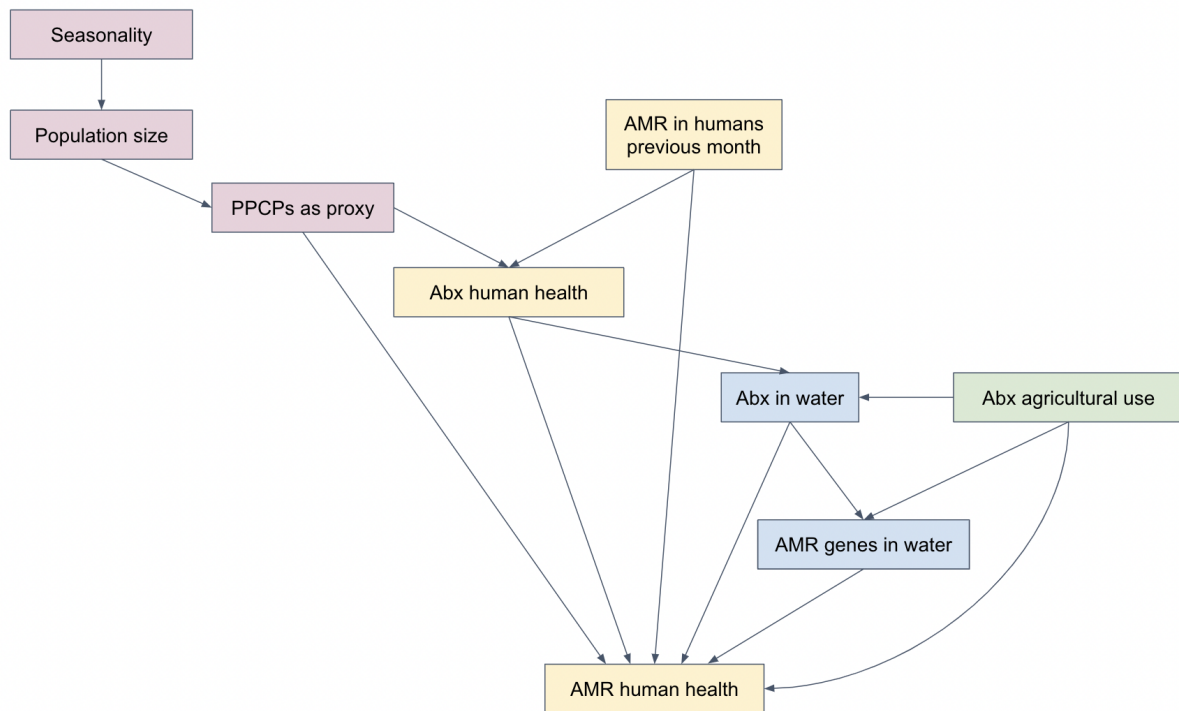 Seasonality
Population size
AMR in humans
previous month
PPCPs as proxy
Abx human health
Abx in water
Abx agricultural use
AMR genes in water
AMR human health